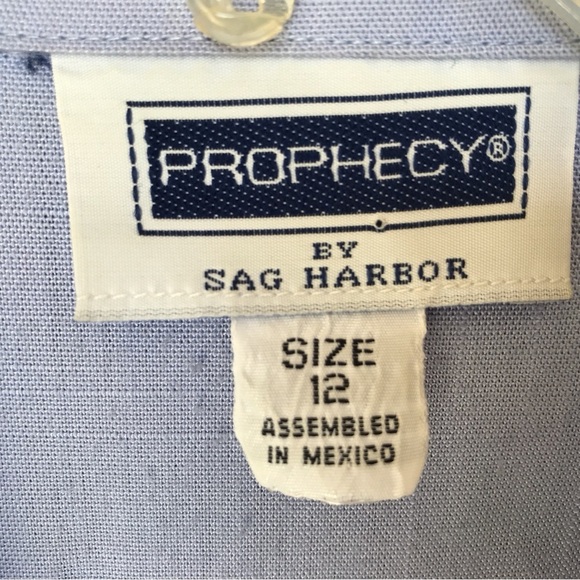 PROPHECY®
BY
SAG HARBOR
SIZE
12
ASSEMBLED
IN MEXICO